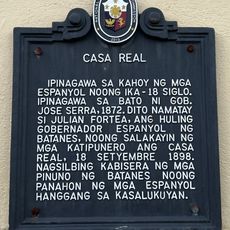 CASA REAL
IPINAGAWA SA KAHOY NG MGA
ESPANYOL NOONG IKA-18 SIGLO.
IPINAGAWA SA BATO NI GOB.
JOSE SERRA,1872. DITO NAMATAY
SI JULIAN FORTEA, ANG HULING
GOBERNADOR ESPANYOL NG
BATANES, NOONG SALAKAYIN NG
MGA KATIPUNERO ANG CASA
REAL, 18 SETYEMBRE 1898.
NAGSILBING KABISERA NG MGA
PINUNO NG BATANES NOONG
PANAHON NG MGA ESPANYOL
HANGGANG SA KASALUKUYAN.